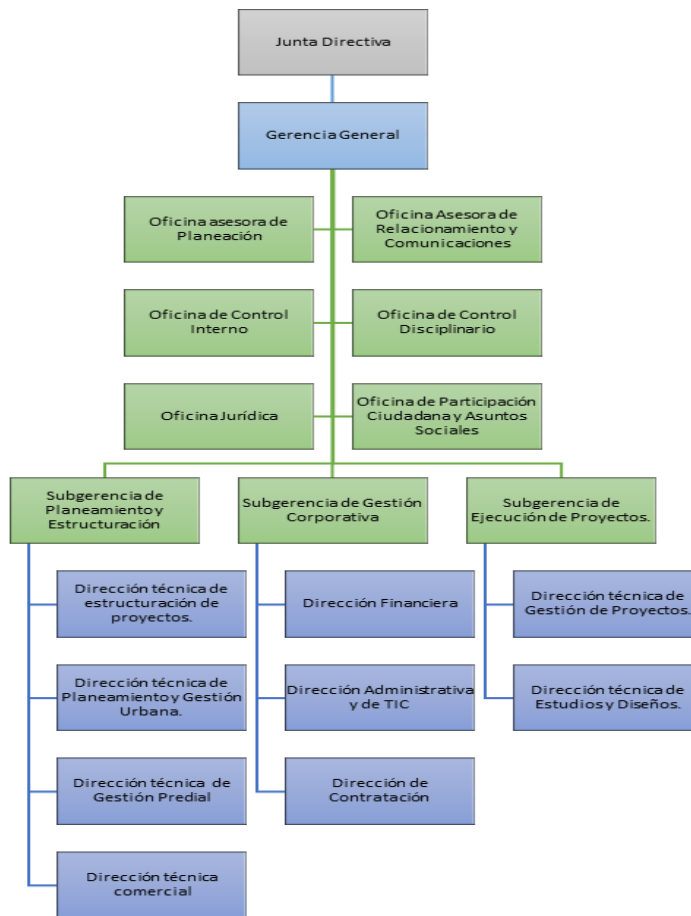 Junta Directiva
Gerencia General
Oficina asesora de
Planeación
Oficina Asesora de
Relacionamiento y
Comunicaciones
Oficina de Control
Interno
Oficina de Control
Disciplinario
Oficina Jurídica
Oficina de Participación
Ciudadana y Asuntos
Sociales
Subgerencia de
Planeamiento y
Estructuración
Subgerencia de Gestión
Corporativa
Subgerencia de
Ejecución de Proyectos.
Dirección técnica de
estructuración de
proyectos.
Dirección técnica de
Planeamiento y Gestión
Urbana.
Dirección técnica de
Gestión Predial
Dirección técnica
comercial
Dirección Financiera
Dirección Administrativa
y de TIC
Dirección de
Contratación
Dirección técnica de
Gestión de Proyectos.
Dirección técnica de
Estudios y Diseños.